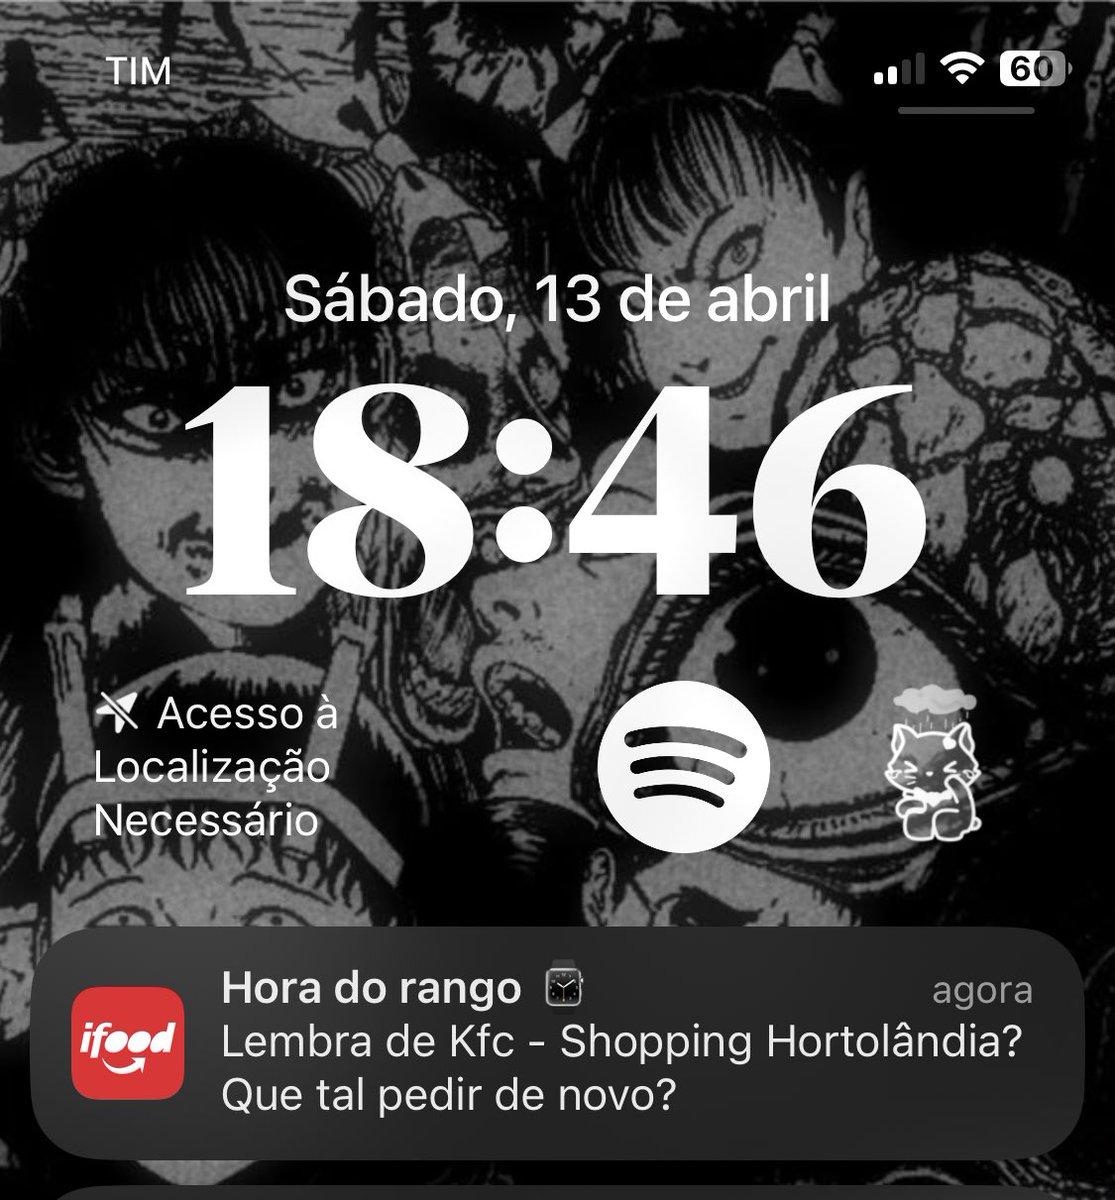 TIM
60
Sábado, 13 de abril
18:46
Acesso à
Localização
Necessário
ifood
Hora do rango ⌚ agora
Lembra de Kfc - Shopping Hortolândia?
Que tal pedir de novo?